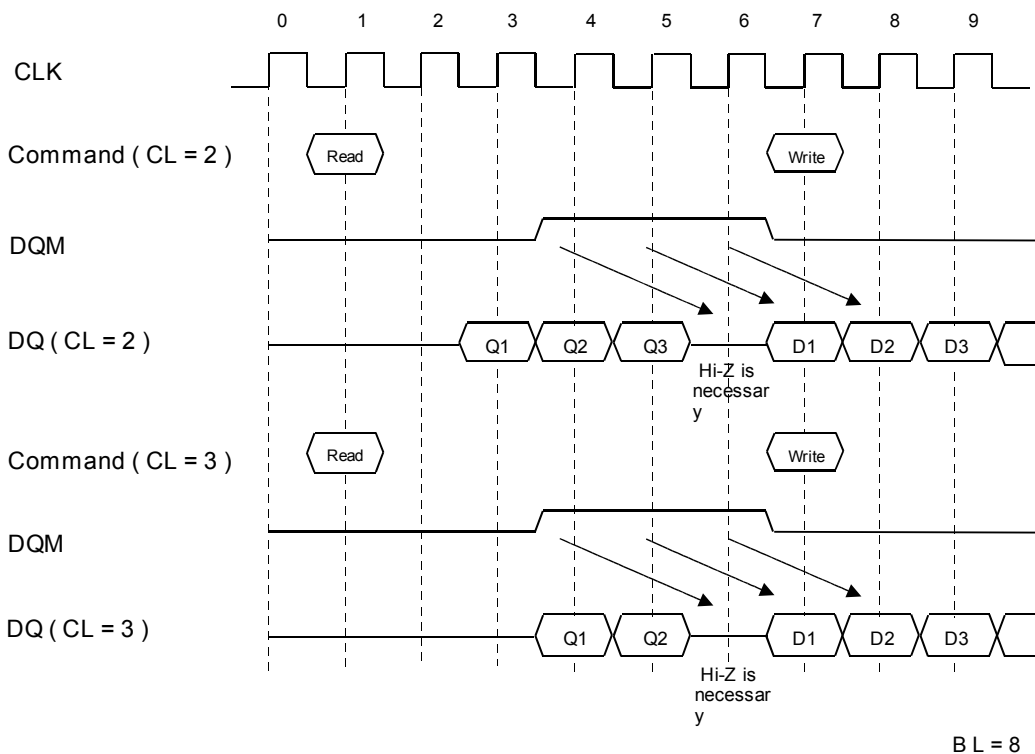 0 1 2 3 4 5 6 7 8 9
CLK
Command ( CL = 2 )
Read
Write
DQM
DQ ( CL = 2 )
Q1 Q2 Q3 D1 D2 D3
Hi-Z is
necessar
y
Command ( CL = 3 )
Read
Write
DQM
DQ ( CL = 3 )
Q1 Q2 D1 D2 D3
Hi-Z is
necessar
y
B L = 8